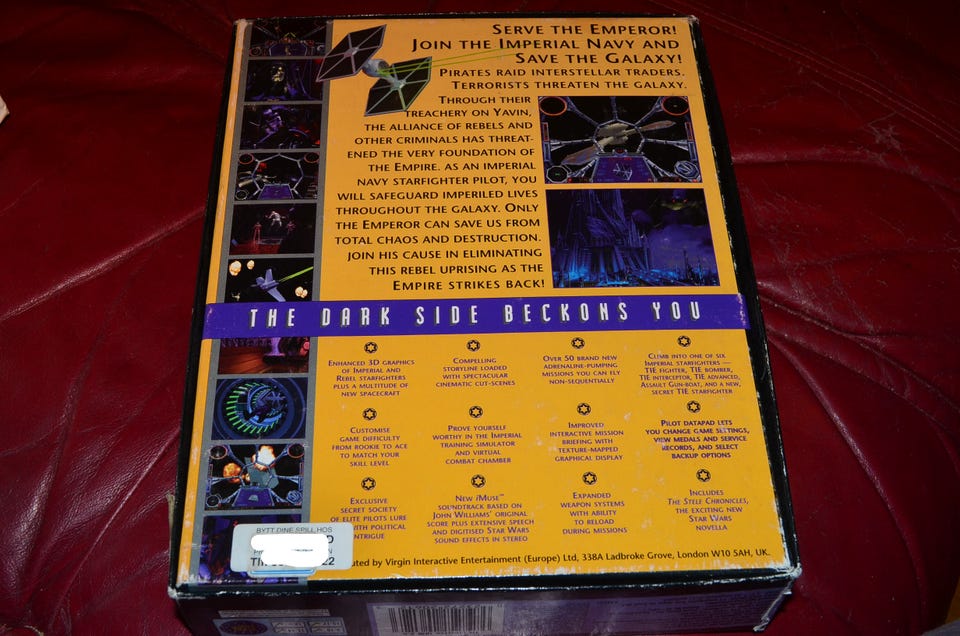 SERVE THE EMPEROR!
JOIN THE IMPERIAL NAVY AND
SAVE THE GALAXY!
PIRATES RAID INTERSTELLAR TRADERS.
TERRORISTS THREATEN THE GALAXY.
THROUGH THEIR
TREACHERY ON YAVIN,
THE ALLIANCE OF REBELS AND
OTHER CRIMINALS HAS THREAT-
ENED THE VERY FOUNDATION OF
THE EMPIRE. AS AN IMPERIAL
NAVY STARFIGHTER PILOT, YOU
WILL SAFEGUARD IMPERILED LIVES
THROUGHOUT THE GALAXY. ONLY
THE EMPEROR CAN SAVE US FROM
TOTAL CHAOS AND DESTRUCTION.
JOIN HIS CAUSE IN ELIMINATING
THIS REBEL UPRISING AS THE
EMPIRE STRIKES BACK!
THE DARK SIDE BECKONS YOU
ENHANCED 3D GRAPHICS
OF IMPERIAL AND
REBEL STARFIGHTERS
PLUS A MULTITUDE OF
NEW SPACECRAFT
COMPELLING
STORYLINE LOADED
WITH SPECTACULAR
CINEMATIC CUT-SCENES
OVER 50 BRAND NEW
ADRENALINE-PUMPING
MISSIONS YOU CAN FLY
NON-SEQUENTIALLY
CLIMB INTO ONE OF SIX
IMPERIAL STARFIGHTERS —
TIE FIGHTER, TIE BOMBER,
TIE INTERCEPTOR, TIE ADVANCED,
ASSAULT GUN-BOAT, AND A NEW,
SECRET TIE STARFIGHTER
CUSTOMISE
GAME DIFFICULTY
FROM ROOKIE TO ACE
TO MATCH YOUR
SKILL LEVEL
PROVE YOURSELF
WORTHY IN THE IMPERIAL
TRAINING SIMULATOR
AND VIRTUAL
COMBAT CHAMBER
IMPROVED
INTERACTIVE MISSION
BRIEFING WITH
TEXTURE-MAPPED
GRAPHICAL DISPLAY
PILOT DATAPAD LETS
YOU CHANGE GAME SETTINGS,
VIEW MEDALS AND SERVICE
RECORDS, AND SELECT
BACKUP OPTIONS
EXCLUSIVE
SECRET SOCIETY
OF ELITE PILOTS LURE
WITH POLITICAL
INTRIGUE
NEW iMUSE™
SOUNDTRACK BASED ON
JOHN WILLIAMS' ORIGINAL
SCORE PLUS EXTENSIVE SPEECH
AND DIGITISED STAR WARS
SOUND EFFECTS IN STEREO
EXPANDED
WEAPON SYSTEMS
WITH ABILITY
TO RELOAD
DURING MISSIONS
INCLUDES
THE STELE CHRONICLES,
THE EXCITING NEW
STAR WARS
NOVELLA
BYTT DINE SPILL HOS
22
uted by Virgin Interactive Entertainment (Europe) Ltd, 338A Ladbroke Grove, London W10 5AH, UK.